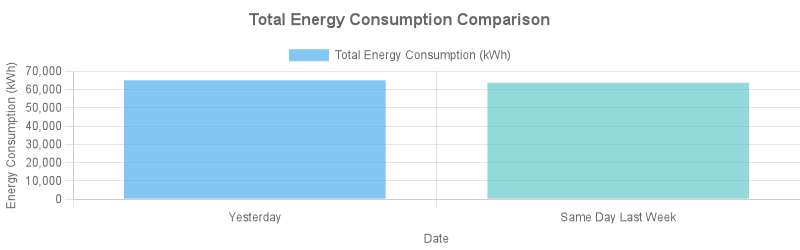 Total Energy Consumption Comparison
Total Energy Consumption (kWh)
Energy Consumption (kWh)
70,000
60,000
50,000
40,000
30,000
20,000
10,000
0
Yesterday
Same Day Last Week
Date